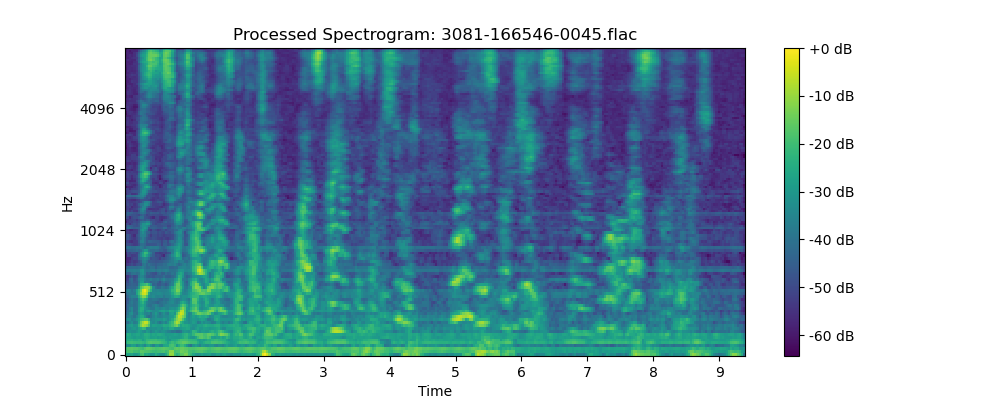 Processed Spectrogram: 3081-166546-0045.flac
Hz
4096
2048
1024
512
0
0 1 2 3 4 5 6 7 8 9
Time
+0 dB
-10 dB
-20 dB
-30 dB
-40 dB
-50 dB
-60 dB